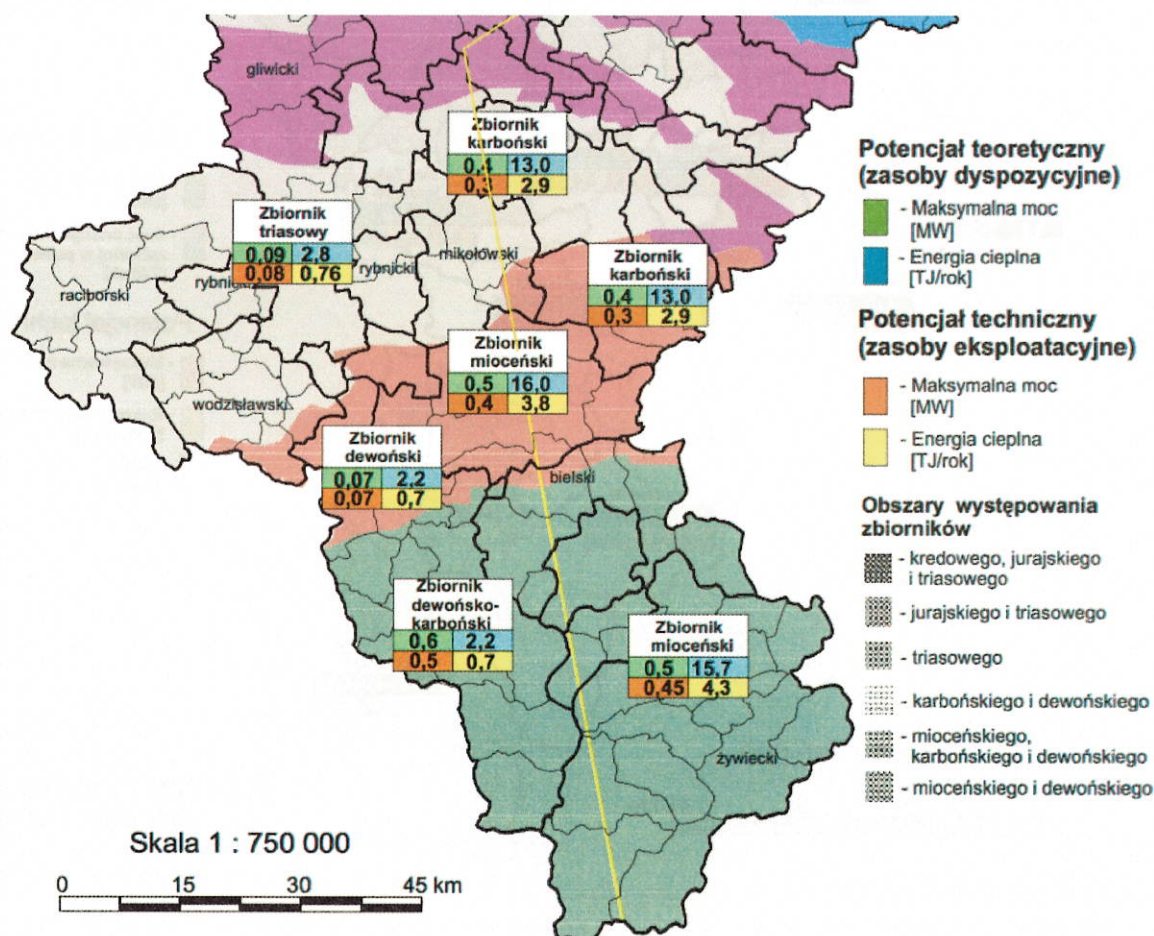 gliwicki
Zbiornik
karboński
0,4 13,0
0,3 2,9
Zbiornik
triasowy
0,09 2,8
0,08 0,76
raciborski
rybnicki
rybnicki
mikołowski
Zbiornik
karboński
0,4 13,0
0,3 2,9
Zbiornik
mioceński
0,5 16,0
0,4 3,8
wodzisławski
Zbiornik
dewoński
0,07 2,2
0,07 0,7
bielski
Zbiornik
dewońsko-
karboński
0,6 2,2
0,5 0,7
Zbiornik
mioceński
0,5 15,7
0,45 4,3
żywiecki
Skala 1 : 750 000
0 15 30 45 km
Potencjał teoretyczny
(zasoby dyspozycyjne)
- Maksymalna moc
[MW]
- Energia cieplna
[TJ/rok]
Potencjał techniczny
(zasoby eksploatacyjne)
- Maksymalna moc
[MW]
- Energia cieplna
[TJ/rok]
Obszary występowania
zbiorników
- kredowego, jurajskiego
i triasowego
- jurajskiego i triasowego
- triasowego
- karbońskiego i dewońskiego
- mioceńskiego,
karbońskiego i dewońskiego
- mioceńskiego i dewońskiego